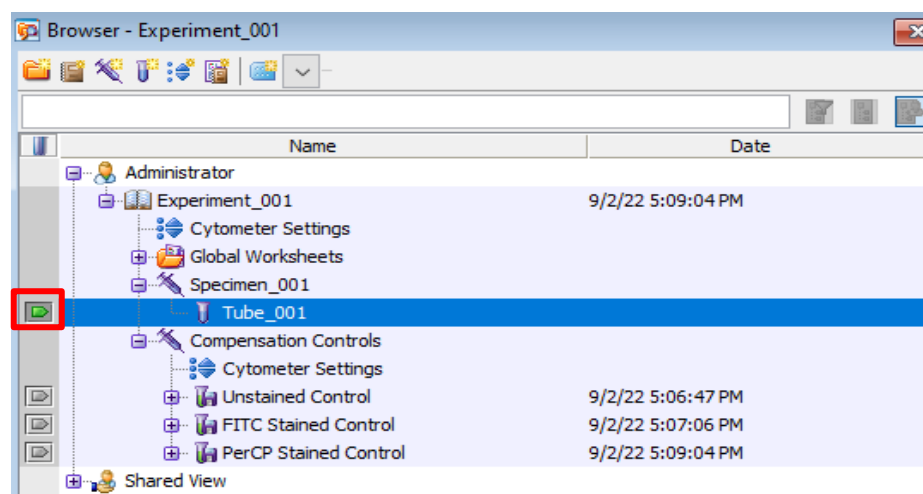 Browser - Experiment_001
Name Date
Administrator
Experiment_001 9/2/22 5:09:04 PM
Cytometer Settings
Global Worksheets
Specimen_001
Tube_001
Compensation Controls
Cytometer Settings
Unstained Control 9/2/22 5:06:47 PM
FITC Stained Control 9/2/22 5:07:06 PM
PerCP Stained Control 9/2/22 5:09:04 PM
Shared View